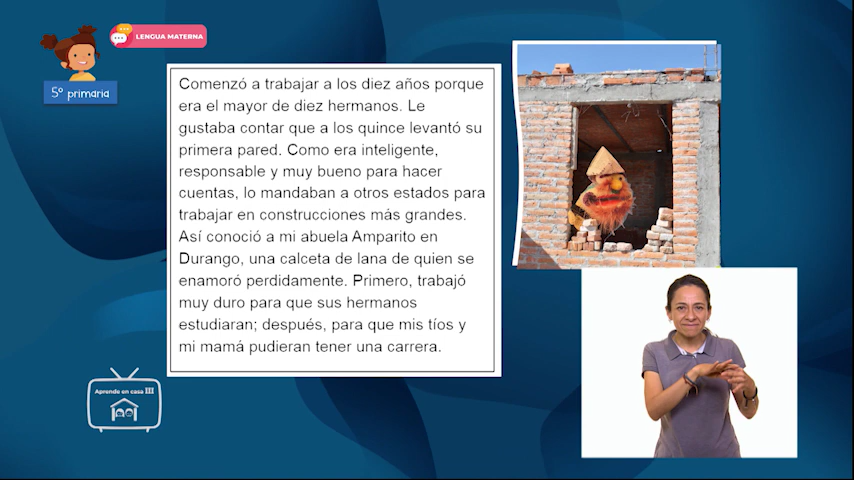 LENGUA MATERNA
5º primaria
Comenzó a trabajar a los diez años porque
era el mayor de diez hermanos. Le
gustaba contar que a los quince levantó su
primera pared. Como era inteligente,
responsable y muy bueno para hacer
cuentas, lo mandaban a otros estados para
trabajar en construcciones más grandes.
Así conoció a mi abuela Amparito en
Durango, una calceta de lana de quien se
enamoró perdidamente. Primero, trabajó
muy duro para que sus hermanos
estudiaran; después, para que mis tíos y
mi mamá pudieran tener una carrera.
Aprende en casa III